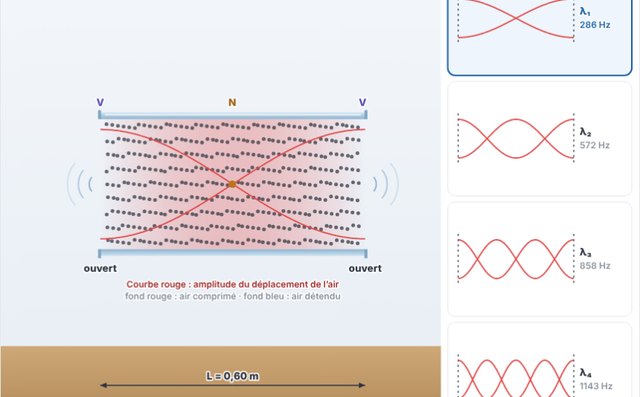 V N V
ouvert ouvert
Courbe rouge : amplitude du déplacement de l'air
fond rouge : air comprimé · fond bleu : air détendu
L = 0,60 m
λ₁
286 Hz
λ₂
572 Hz
λ₃
858 Hz
λ₄
1143 Hz